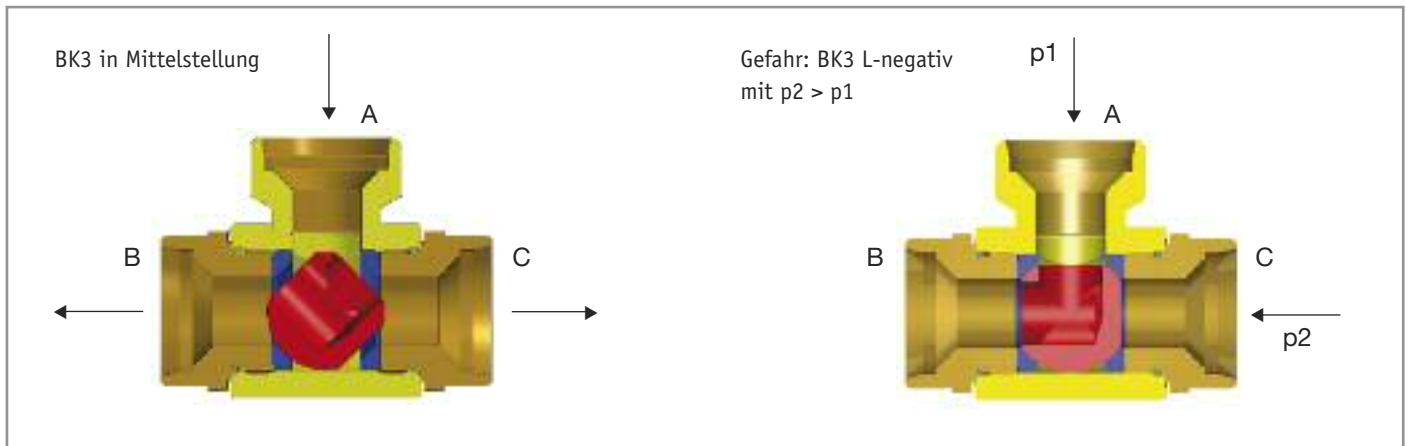 BK3 in Mittelstellung
A
B
C
Gefahr: BK3 L-negativ
mit p2 > p1
p1
A
B
C
p2